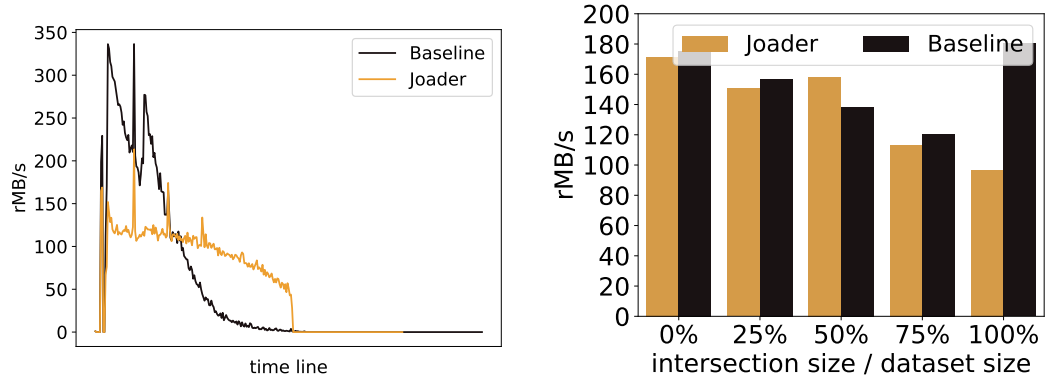 350
300
250
200
150
100
50
0
rMB/s
time line
Baseline
Joader
200
180
160
140
120
100
80
60
40
20
0
rMB/s
Joader Baseline
0% 25% 50% 75% 100%
intersection size / dataset size